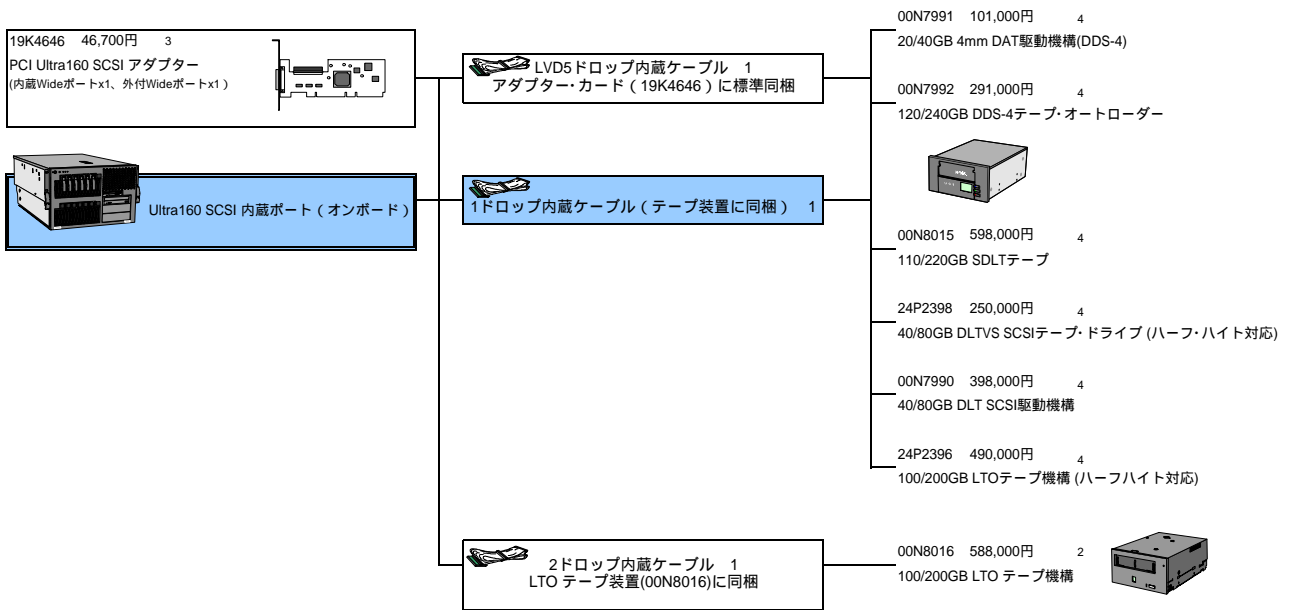 19K4646 46,700円 3
PCI Ultra160 SCSI アダプター
(内蔵Wideポートx1、外付Wideポートx1)
Ultra160 SCSI 内蔵ポート(オンボード)
LVD5ドロップ内蔵ケーブル 1
アダプター・カード(19K4646)に標準同梱
1ドロップ内蔵ケーブル(テープ装置に同梱) 1
2ドロップ内蔵ケーブル 1
LTO テープ装置(00N8016)に同梱
00N7991 101,000円 4
20/40GB 4mm DAT駆動機構(DDS-4)
00N7992 291,000円 4
120/240GB DDS-4テープ・オートローダー
00N8015 598,000円 4
110/220GB SDLTテープ
24P2398 250,000円 4
40/80GB DLTVS SCSIテープ・ドライブ (ハーフ・ハイト対応)
00N7990 398,000円 4
40/80GB DLT SCSI駆動機構
24P2396 490,000円 4
100/200GB LTOテープ機構 (ハーフハイト対応)
00N8016 588,000円 2
100/200GB LTO テープ機構